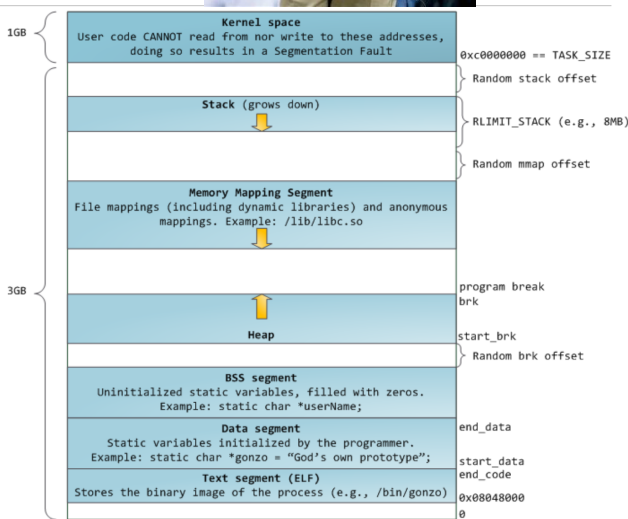 Kernel space
1GB
User code CANNOT read from nor write to these addresses,
doing so results in a Segmentation Fault
0xc0000000 == TASK_SIZE
Random stack offset
Stack (grows down)
RLIMIT_STACK (e.g., 8MB)
Random mmap offset
Memory Mapping Segment
File mappings (including dynamic libraries) and anonymous
mappings. Example: /lib/libc.so
3GB
program break
brk
Heap
start_brk
Random brk offset
BSS segment
Uninitialized static variables, filled with zeros.
Example: static char *userName;
Data segment
end_data
Static variables initialized by the programmer.
Example: static char *gonzo = “God's own prototype”;
start_data
Text segment (ELF)
end_code
Stores the binary image of the process (e.g., /bin/gonzo)
0x08048000
0